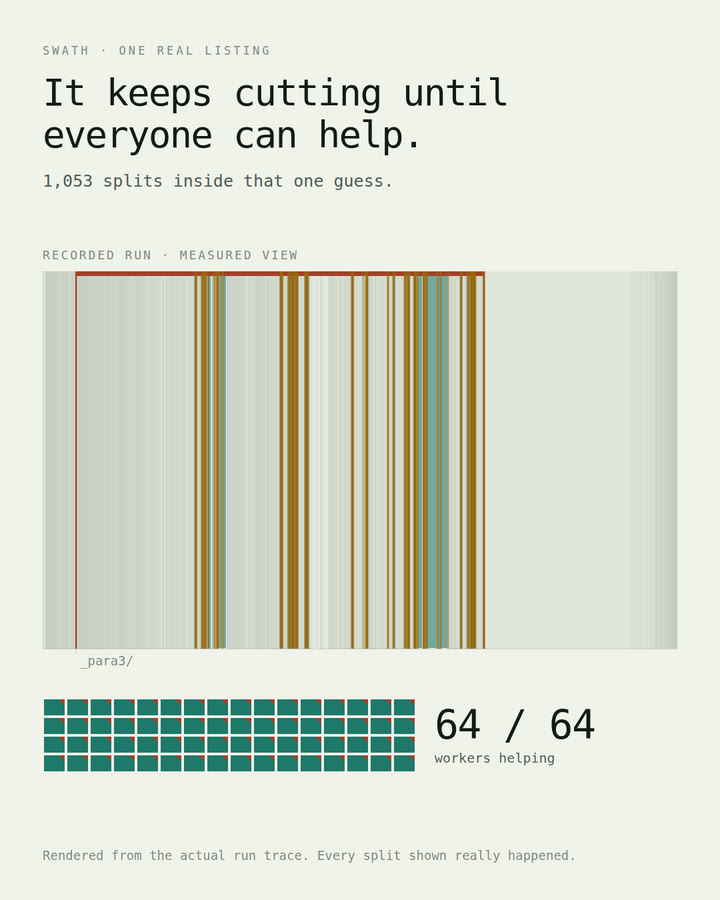 SWATH · ONE REAL LISTING
It keeps cutting until
everyone can help.
1,053 splits inside that one guess.
RECORDED RUN · MEASURED VIEW
_para3/
64 / 64
workers helping
Rendered from the actual run trace. Every split shown really happened.